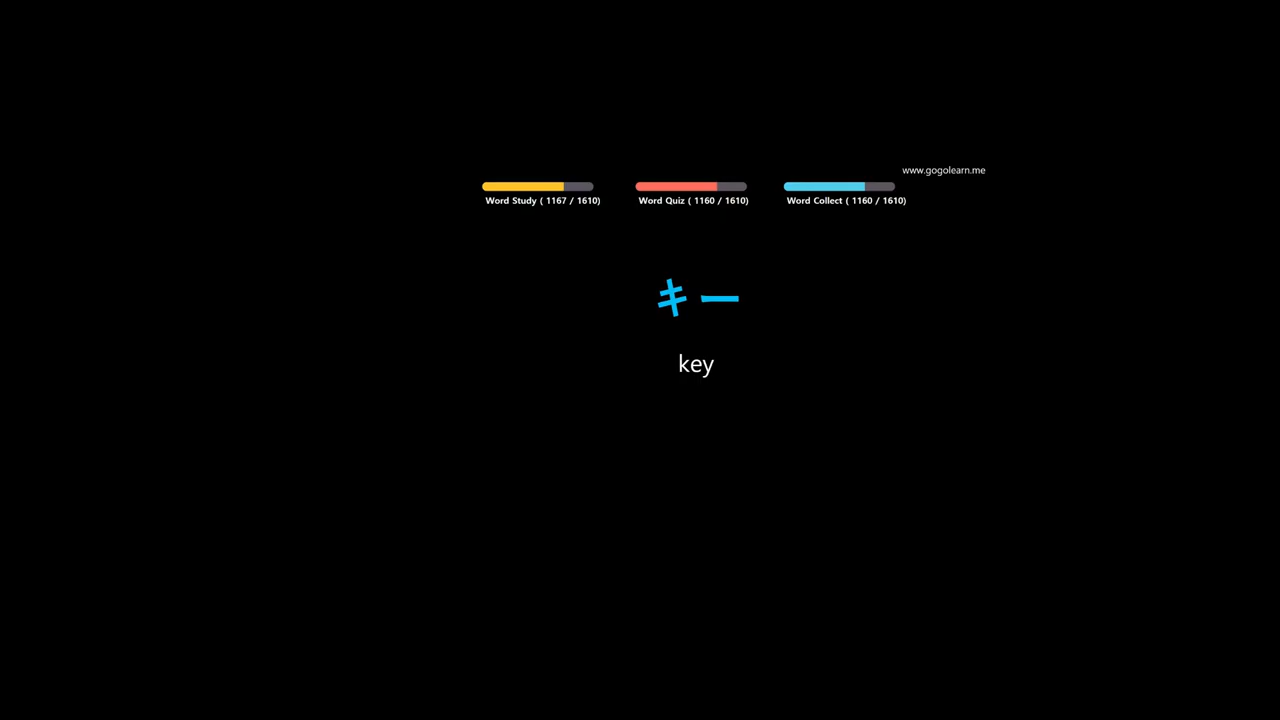 www.gogolearn.me
Word Study ( 1167 / 1610)
Word Quiz ( 1160 / 1610)
Word Collect ( 1160 / 1610)
キー
key